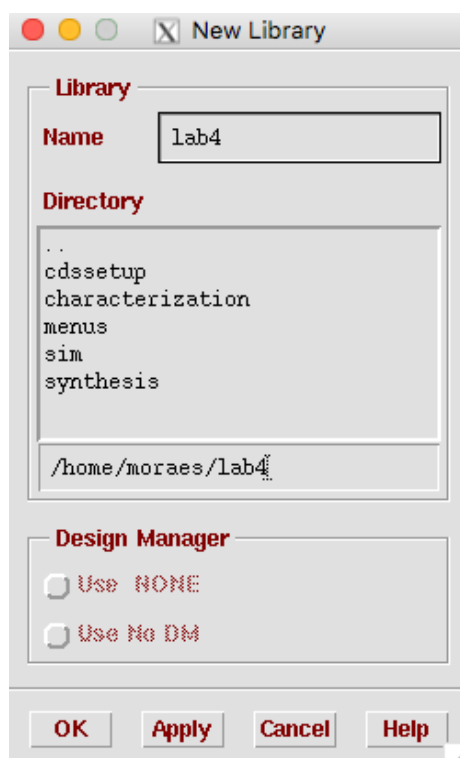 X New Library
Library
Name lab4
Directory
..
cdssetup
characterization
menus
sim
synthesis
/home/moraes/lab4
Design Manager
Use NONE
Use No DM
OK Apply Cancel Help